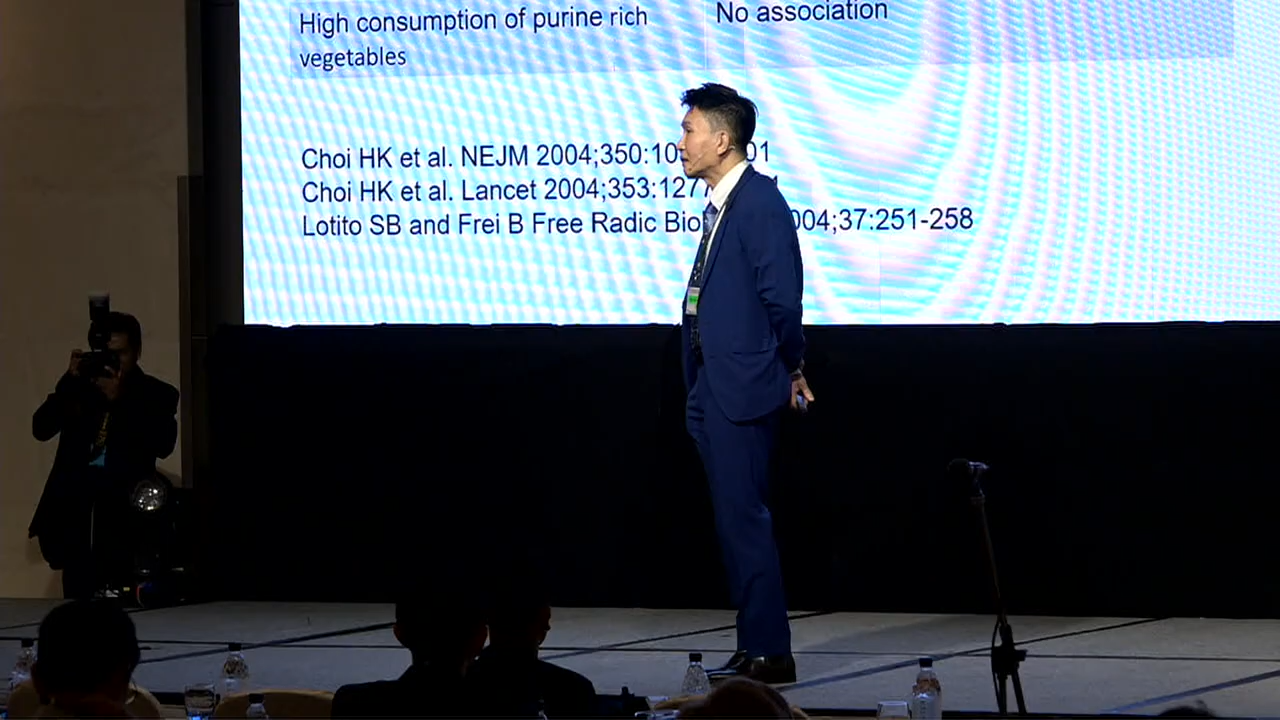 High consumption of purine rich
No association
vegetables
Choi HK et al. NEJM 2004;350:10 01
Choi HK et al. Lancet 2004;353:127
Lotito SB and Frei B Free Radic Bio 004;37:251-258